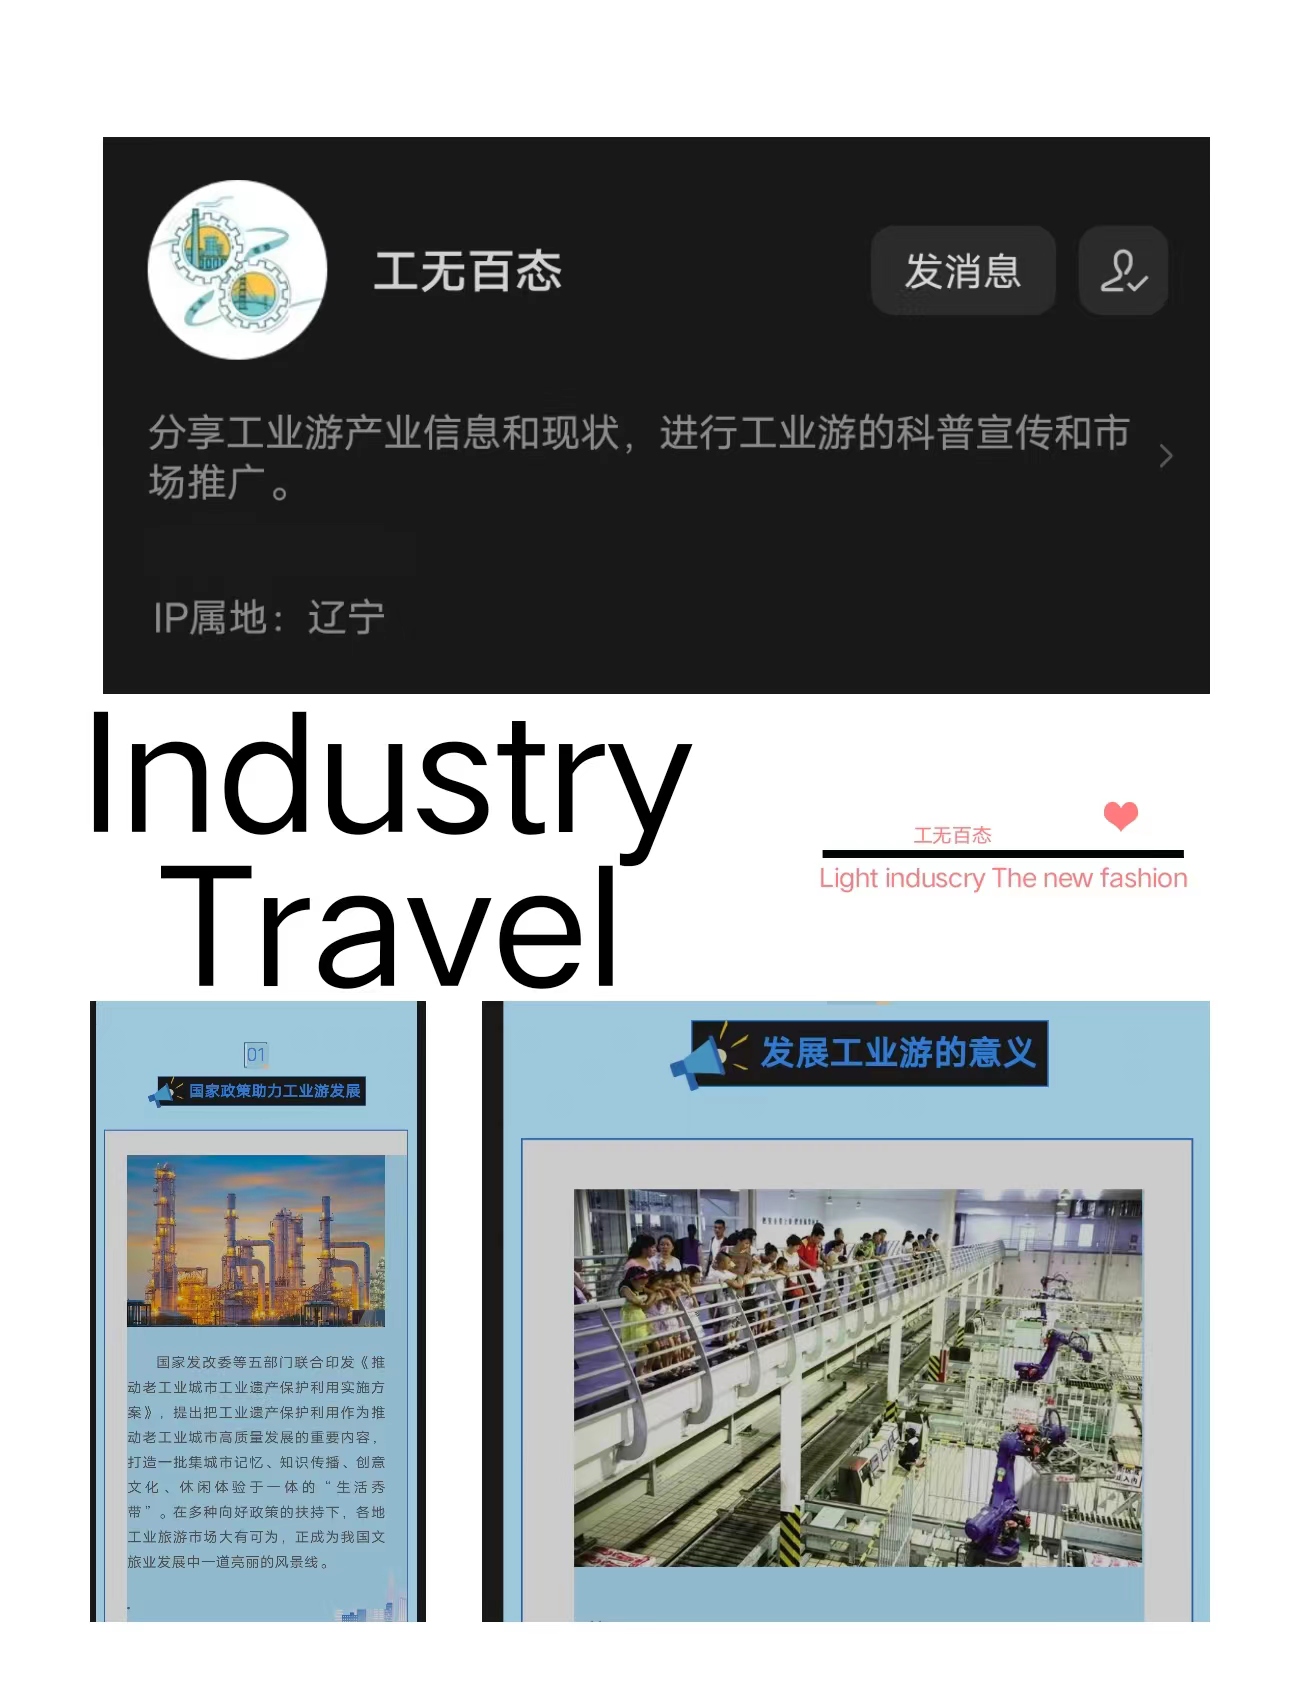 工无百态
发消息
分享工业游产业信息和现状，进行工业游的科普宣传和市
场推广。
IP属地：辽宁
Industry
Travel
工无百态
Light induscry The new fashion
01
国家政策助力工业游发展
国家发改委等五部门联合印发《推
动老工业城市工业遗产保护利用实施方
案》，提出把工业遗产保护利用作为推
动老工业城市高质量发展的重要内容，
打造一批集城市记忆、知识传播、创意
文化、休闲体验于一体的“生活秀
带”。在多种向好政策的扶持下，各地
工业旅游市场大有可为，正成为我国文
旅业发展中一道亮丽的风景线。
发展工业游的意义